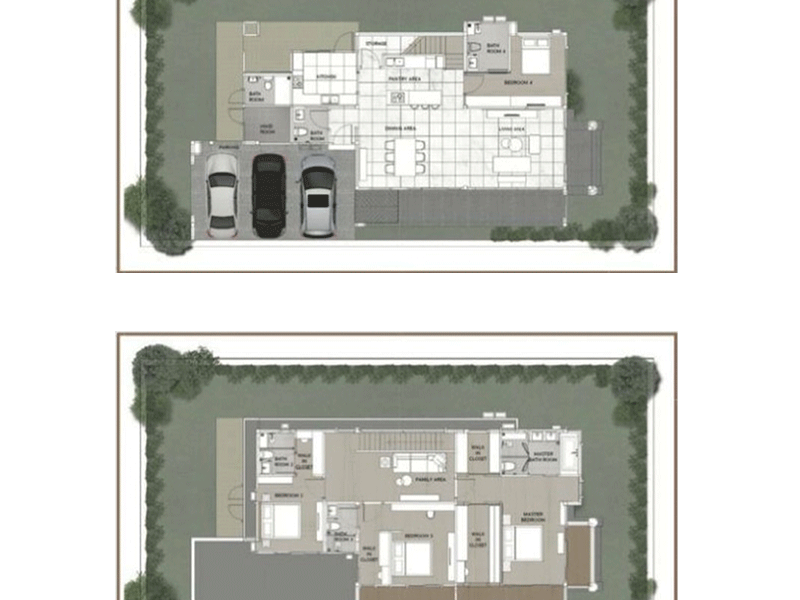 STORAGE
BATH
ROOM 4
KITCHEN
PANTRY AREA
BEDROOM 4
BATH
ROOM
MAID
ROOM
BATH
ROOM
DINING AREA
LIVING AREA
PARKING
WALK
IN
CLOSET
BATH
ROOM 2
WALK
IN
CLOSET
MASTER
BATH ROOM
FAMILY AREA
BEDROOM 2
MASTER
BEDROOM
BATH
ROOM 3
BEDROOM 3
WALK
IN
CLOSET
WALK
IN
CLOSET